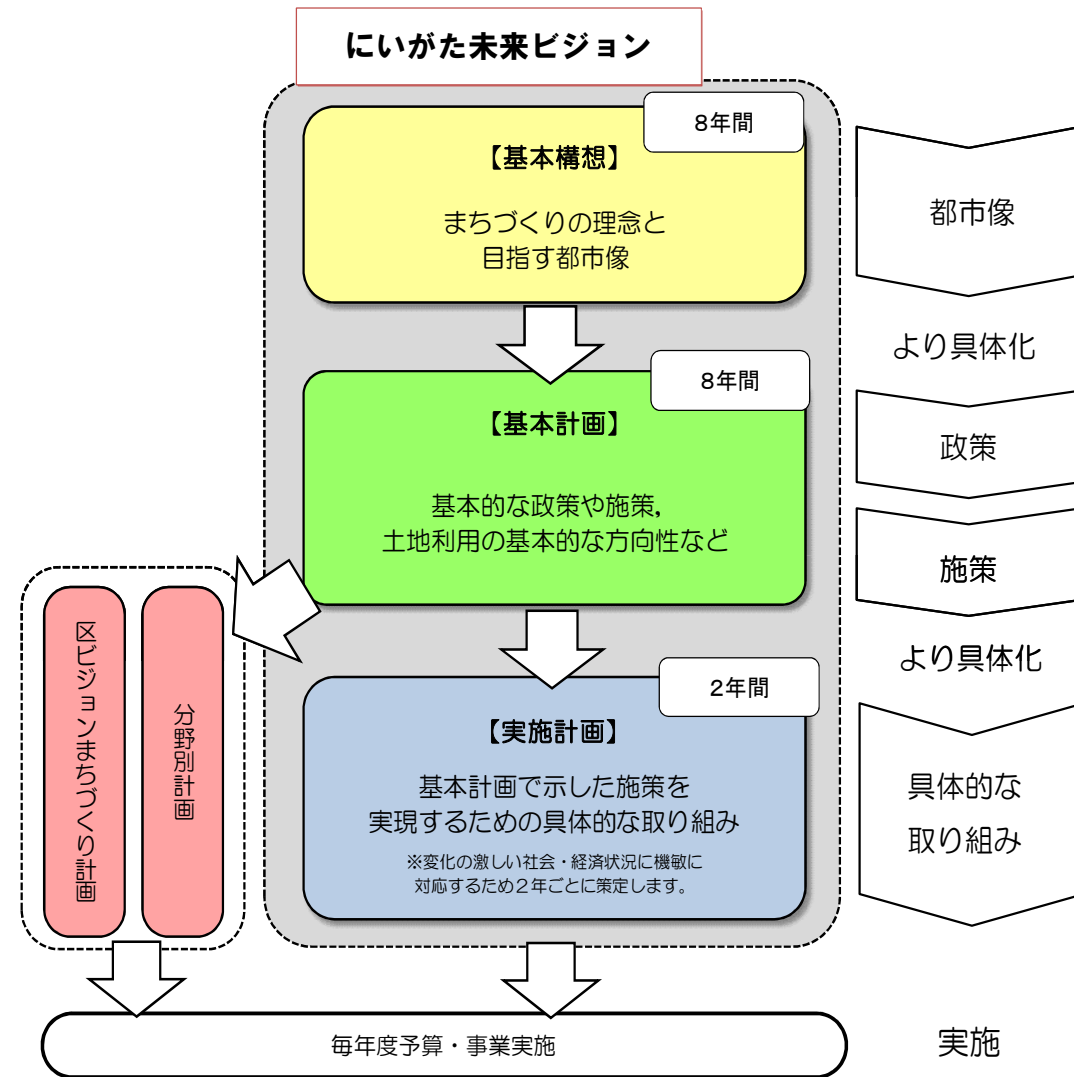 にいがた未来ビジョン
8年間
【基本構想】
まちづくりの理念と
目指す都市像
都市像
より具体化
8年間
【基本計画】
基本的な政策や施策,
土地利用の基本的な方向性など
政策
施策
より具体化
区ビジョンまちづくり計画
分野別計画
2年間
【実施計画】
基本計画で示した施策を
実現するための具体的な取り組み
※変化の激しい社会・経済状況に機敏に
対応するため２年ごとに策定します。
具体的な
取り組み
毎年度予算・事業実施
実施